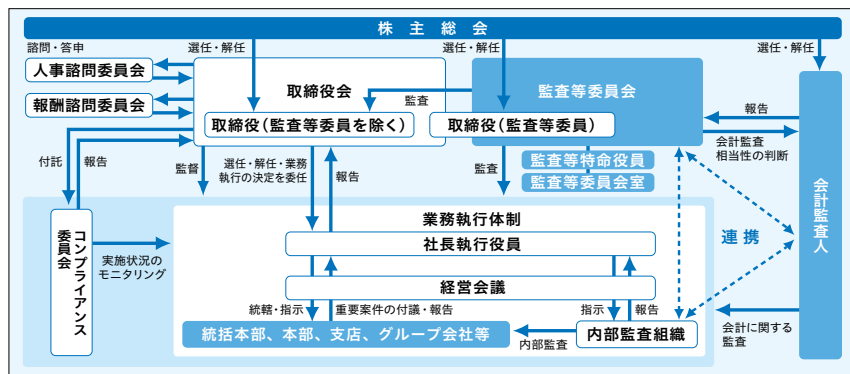 株主総会
諮問・答申
選任・解任
選任・解任
選任・解任
人事諮問委員会
報酬諮問委員会
取締役会
監査
監査等委員会
取締役（監査等委員を除く）
取締役（監査等委員）
報告
会計監査
相当性の判断
付託
報告
監督
選任・解任・業務
執行の決定を委任
報告
監査
監査等特命役員
監査等委員会室
会計監査人
コンプライアンス
委員会
実施状況の
モニタリング
業務執行体制
社長執行役員
連携
経営会議
統轄・指示
重要案件の付議・報告
指示
報告
統括本部、本部、支店、グループ会社等
内部監査
内部監査組織
会計に関する
監査